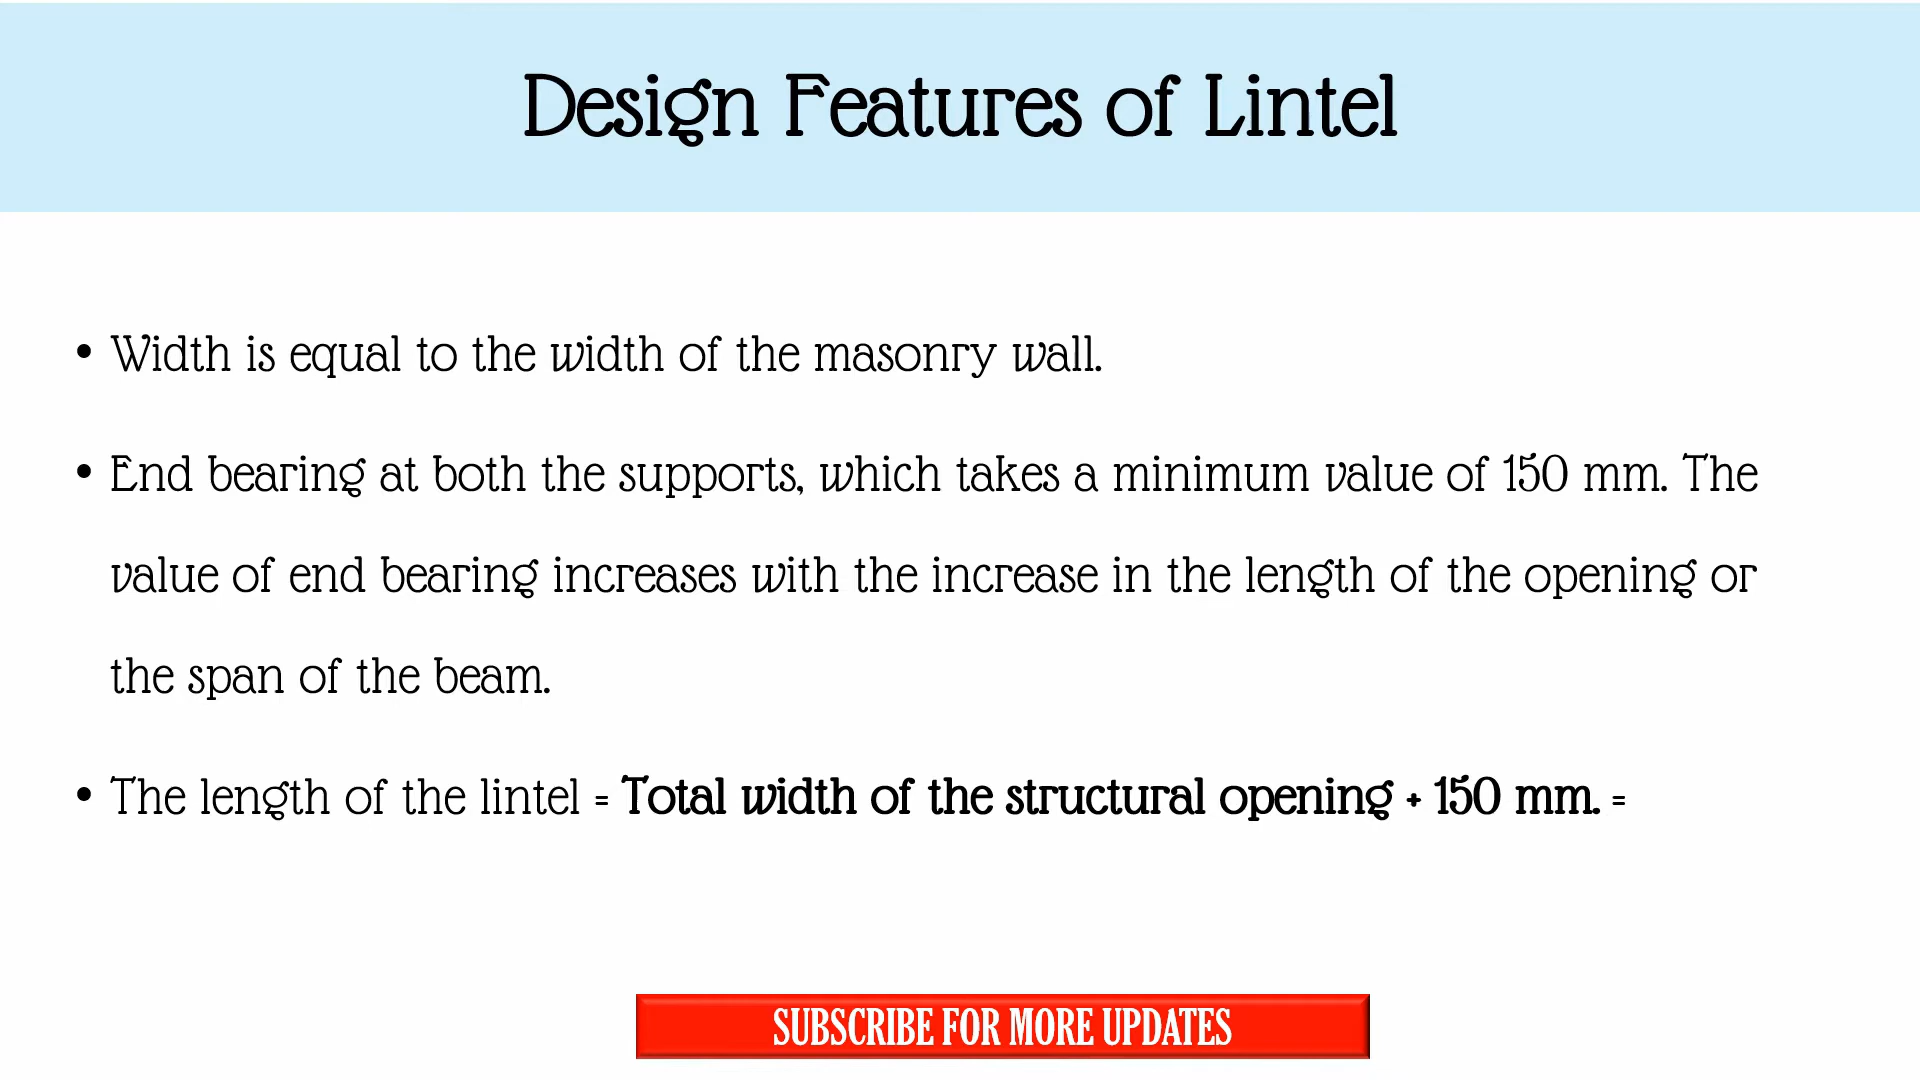 Design Features of Lintel
• Width is equal to the width of the masonry wall.
• End bearing at both the supports, which takes a minimum value of 150 mm. The
value of end bearing increases with the increase in the length of the opening or
the span of the beam.
• The length of the lintel = Total width of the structural opening + 150 mm. =
SUBSCRIBE FOR MORE UPDATES